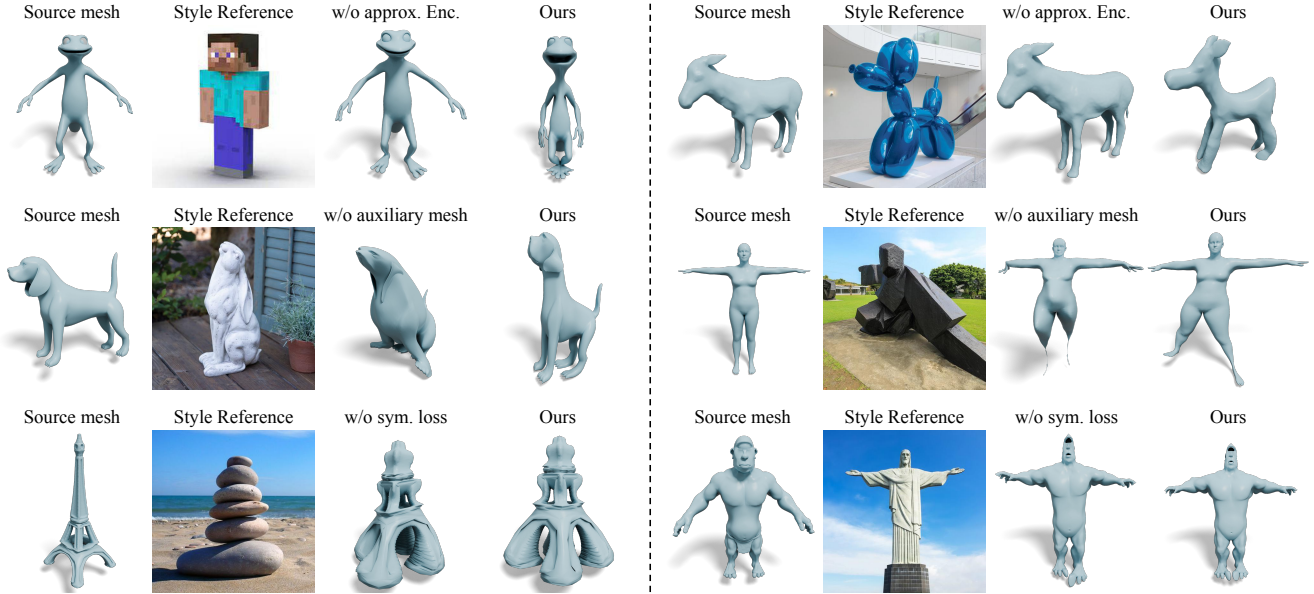 Source mesh Style Reference w/o approx. Enc. Ours
Source mesh Style Reference w/o approx. Enc. Ours
Source mesh Style Reference w/o auxiliary mesh Ours
Source mesh Style Reference w/o auxiliary mesh Ours
Source mesh Style Reference w/o sym. loss Ours
Source mesh Style Reference w/o sym. loss Ours